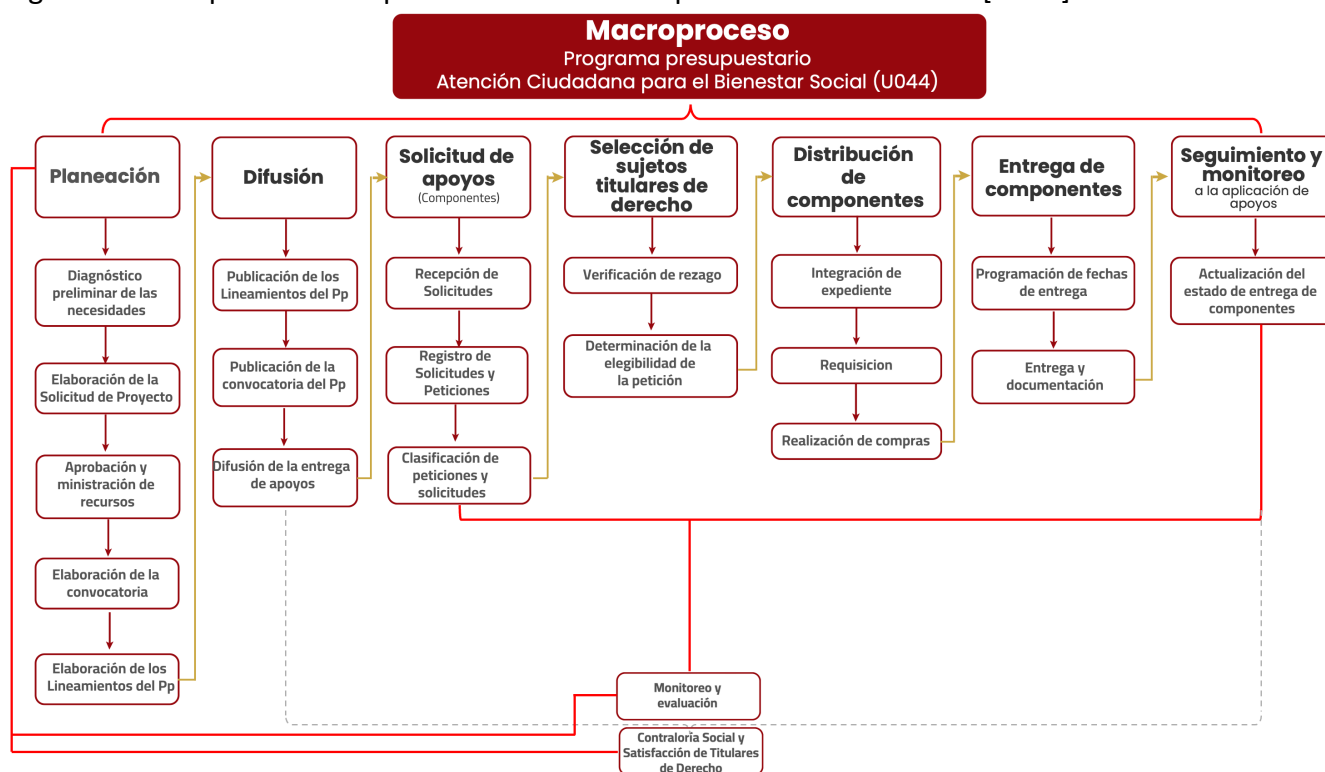 Macroproceso
Programa presupuestario
Atención Ciudadana para el Bienestar Social (U044)
Planeación
Diagnóstico
preliminar de las
necesidades
Elaboración de la
Solicitud de Proyecto
Aprobación y
ministración de
recursos
Elaboración de la
convocatoria
Elaboración de los
Lineamientos del Pp
Difusión
Publicación de los
Lineamientos del Pp
Publicación de la
convocatoria del Pp
Difusión de la entrega
de apoyos
Solicitud de
apoyos
(Componentes)
Recepción de
Solicitudes
Registro de
Solicitudes y
Peticiones
Clasificación de
peticiones y
solicitudes
Selección de
sujetos
titulares de
derecho
Verificación de rezago
Determinación de la
elegibilidad de
la petición
Distribución
de
componentes
Integración de
expediente
Requisicion
Realización de compras
Entrega de
componentes
Programación de fechas
de entrega
Entrega y
documentación
Seguimiento y
monitoreo
a la aplicación de
apoyos
Actualización del
estado de entrega de
componentes
Monitoreo y
evaluación
Contraloría Social y
Satisfacción de Titulares
de Derecho